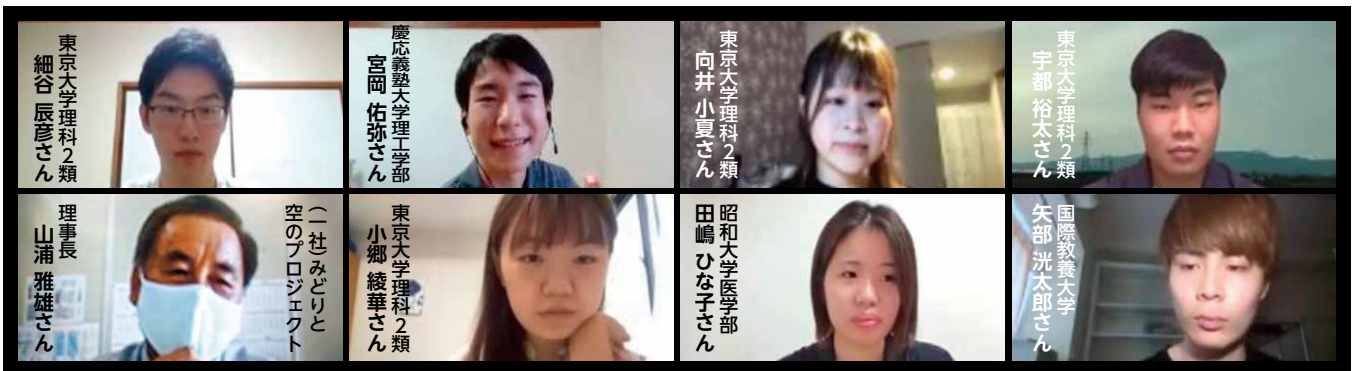 東京大学理科2類
細谷 辰彦さん
慶応義塾大学理工学部
宮岡 佑弥さん
東京大学理科2類
向井 小夏さん
東京大学理科2類
宇都 裕太さん
(一社)みどりと
空のプロジェクト
理事長
山浦 雅雄さん
東京大学理科2類
小郷 綾華さん
昭和大学医学部
田嶋 ひな子さん
国際教養大学
矢部 洸太郎さん